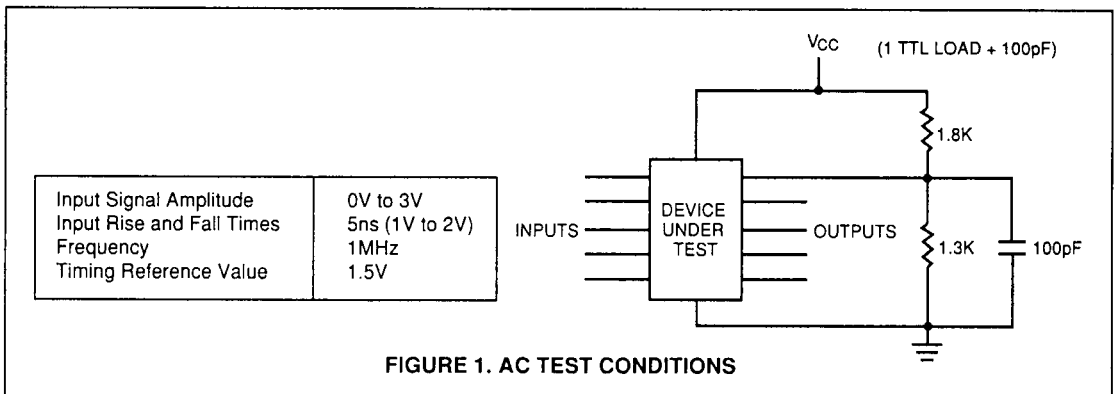 VCC (1 TTL LOAD + 100pF)
1.8K
Input Signal Amplitude 0V to 3V
Input Rise and Fall Times 5ns (1V to 2V)
Frequency 1MHz
Timing Reference Value 1.5V
INPUTS
DEVICE
UNDER
TEST
OUTPUTS
1.3K
100pF
FIGURE 1. AC TEST CONDITIONS